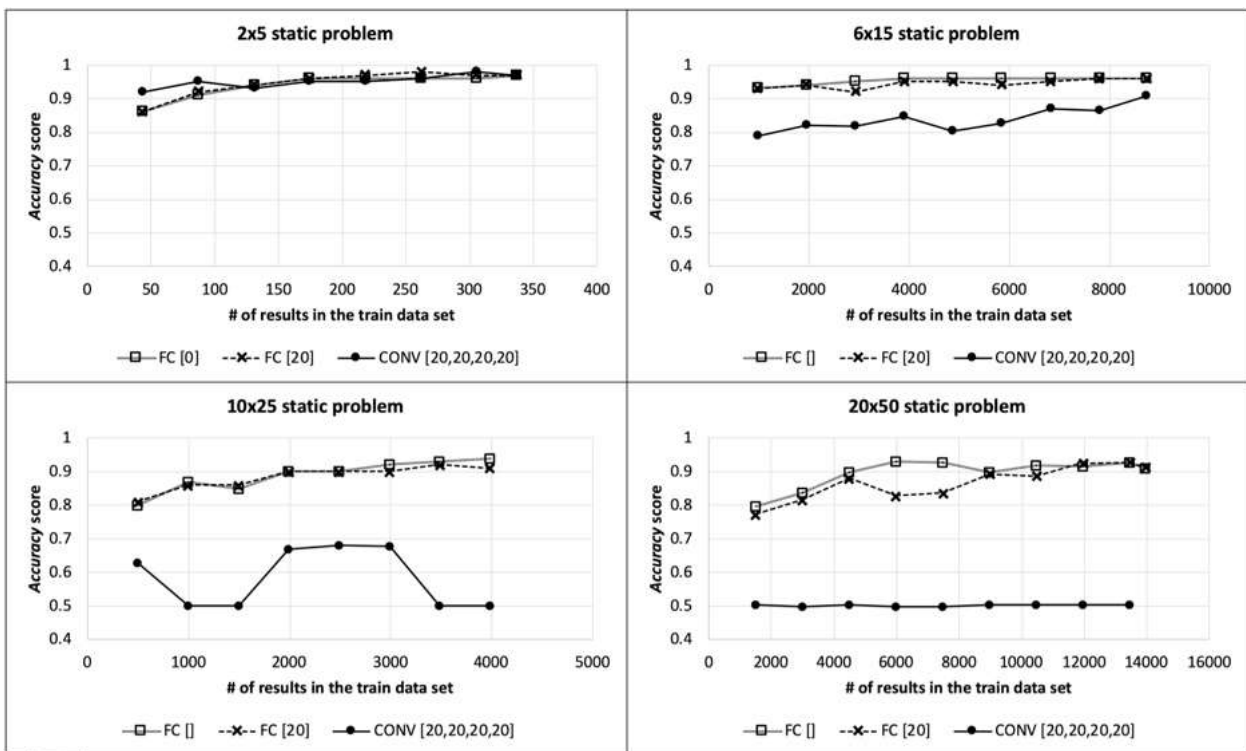 2x5 static problem
Accuracy score
1
0.9
0.8
0.7
0.6
0.5
0.4
0 50 100 150 200 250 300 350 400
# of results in the train data set
FC [0] FC [20] CONV [20,20,20,20]
6x15 static problem
Accuracy score
1
0.9
0.8
0.7
0.6
0.5
0.4
0 2000 4000 6000 8000 10000
# of results in the train data set
FC [] FC [20] CONV [20,20,20,20]
10x25 static problem
Accuracy score
1
0.9
0.8
0.7
0.6
0.5
0.4
0 1000 2000 3000 4000 5000
# of results in the train data set
FC [] FC [20] CONV [20,20,20,20]
20x50 static problem
Accuracy score
1
0.9
0.8
0.7
0.6
0.5
0.4
0 2000 4000 6000 8000 10000 12000 14000 16000
# of results in the train data set
FC [] FC [20] CONV [20,20,20,20]